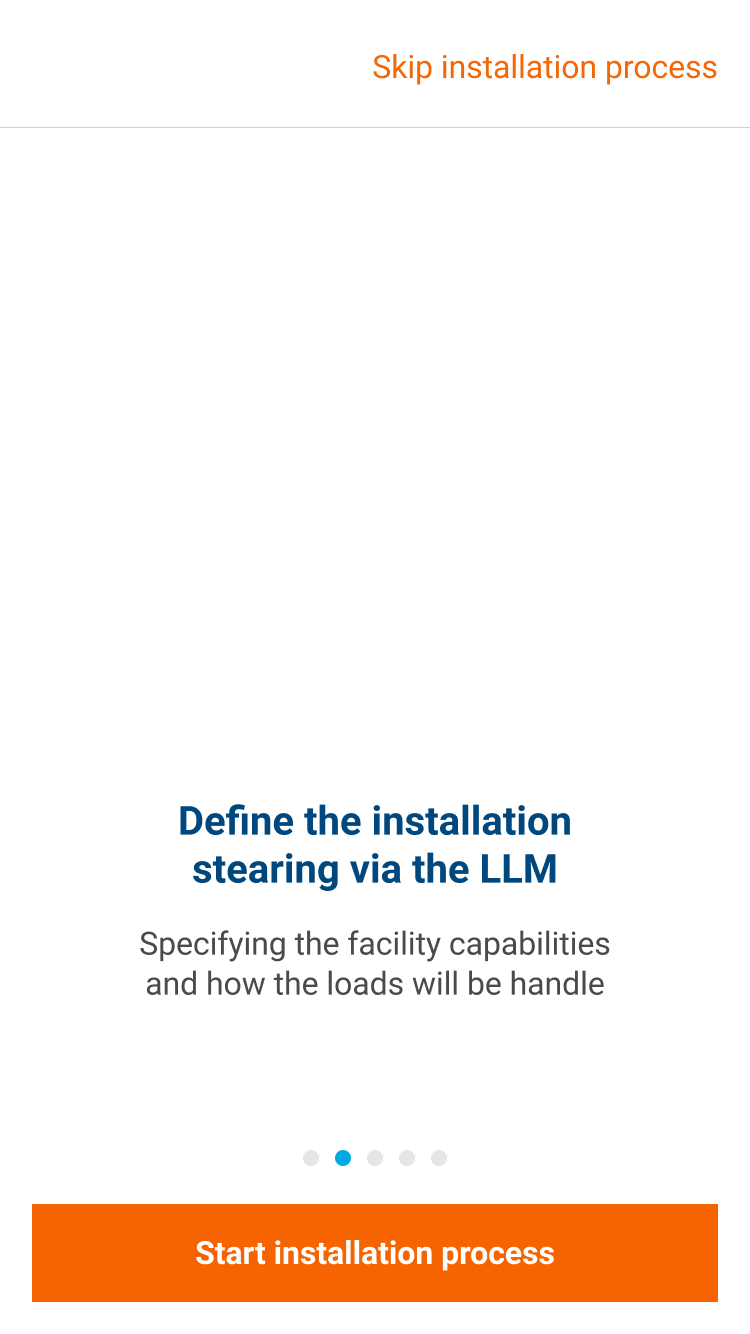 Skip installation process
Define the installation
stearing via the LLM
Specifying the facility capabilities
and how the loads will be handle
Start installation process